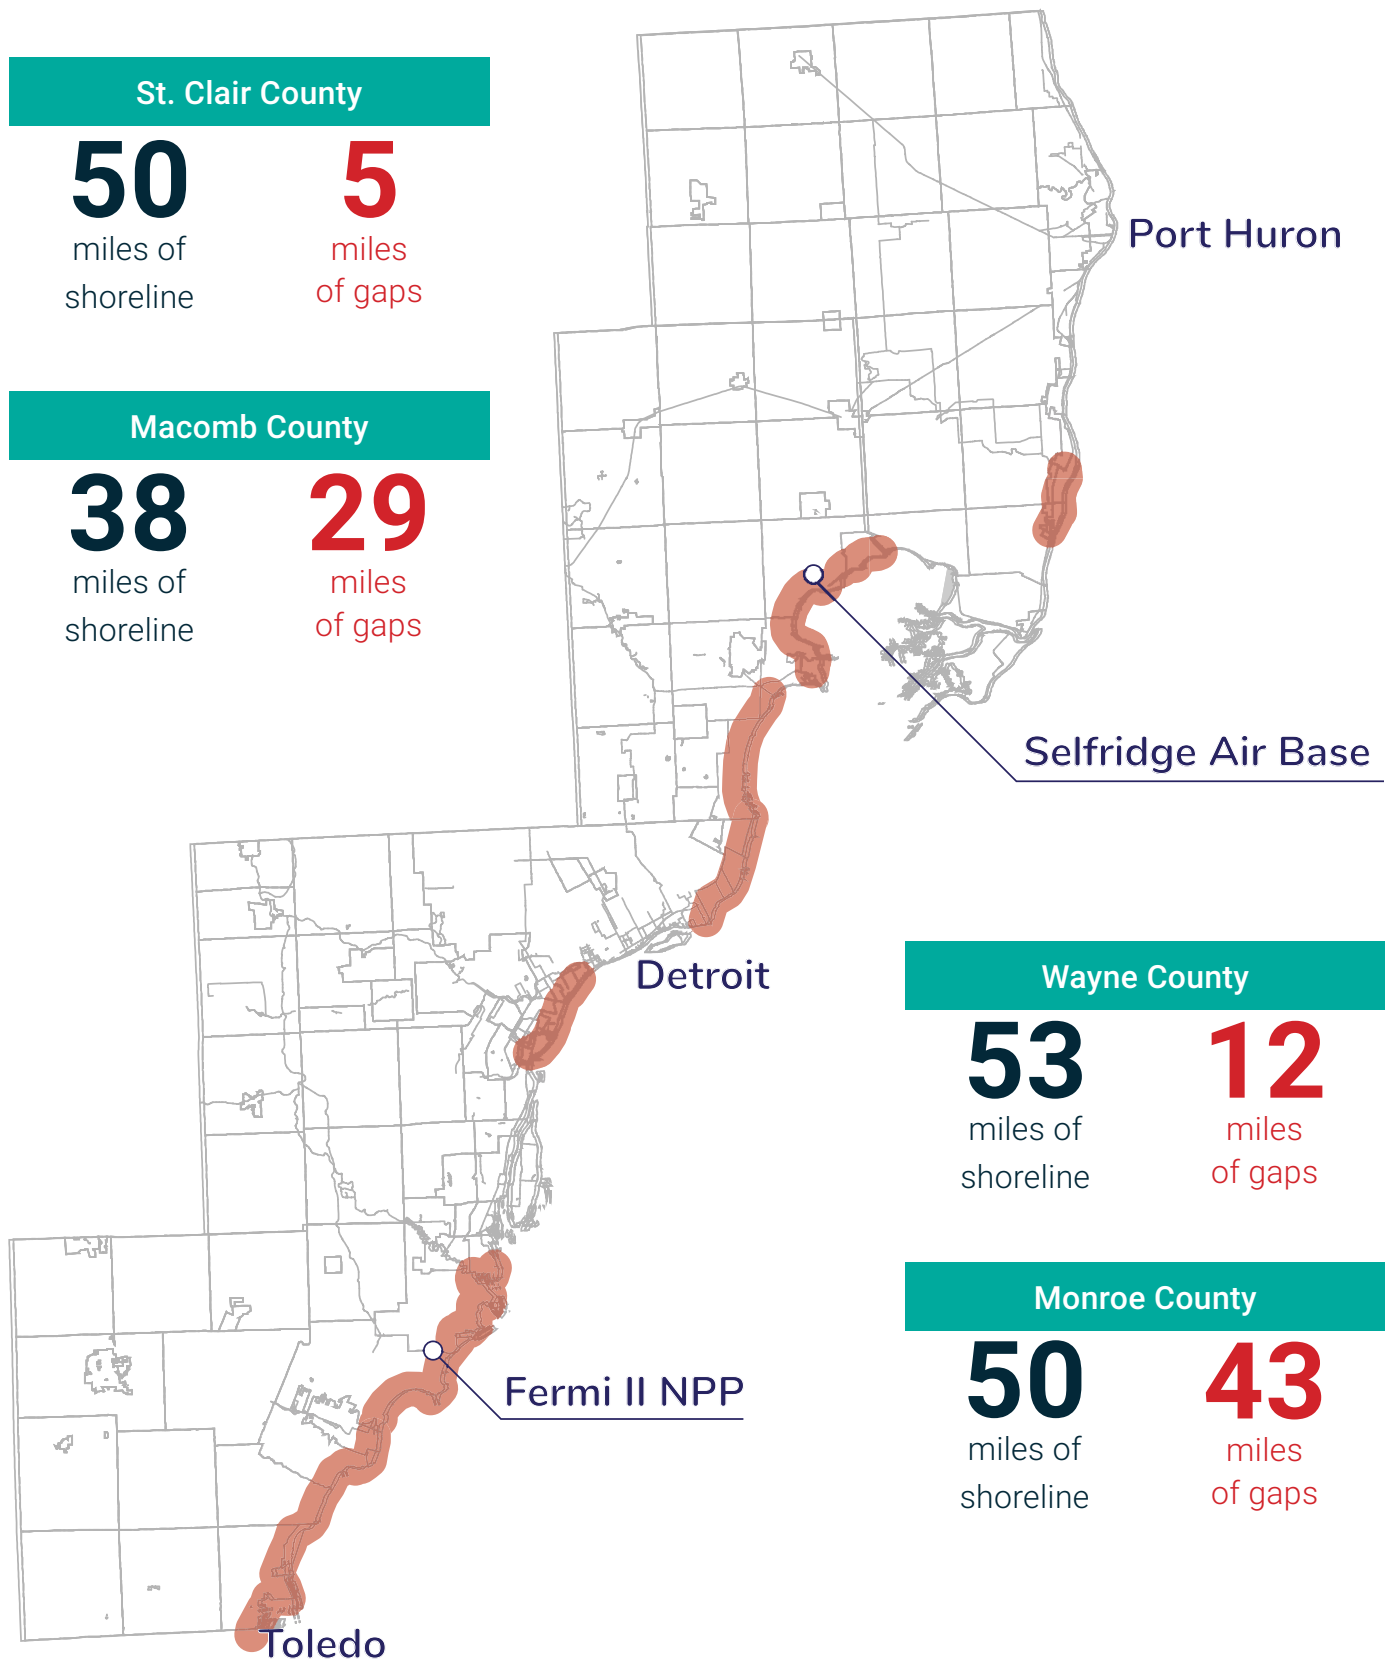 St. Clair County
50 5
miles of miles
shoreline of gaps
Port Huron
Macomb County
38 29
miles of miles
shoreline of gaps
Selfridge Air Base
Detroit
Wayne County
53 12
miles of miles
shoreline of gaps
Monroe County
50 43
miles of miles
shoreline of gaps
Fermi II NPP
Toledo